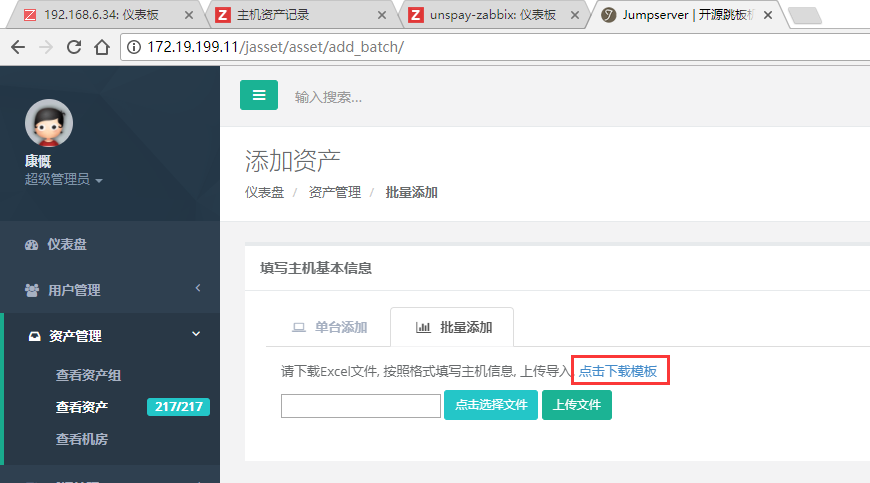 192.168.6.34: 仪表板
主机资产记录
unspay-zabbix: 仪表板
Jumpserver | 开源跳板
172.19.199.11/jasset/asset/add_batch/
输入搜索...
康慨
超级管理员
添加资产
仪表盘 / 资产管理 / 批量添加
仪表盘
用户管理
资产管理
查看资产组
查看资产 217/217
查看机房
填写主机基本信息
单台添加
批量添加
请下载Excel文件, 按照格式填写主机信息, 上传导入 点击下载模板
点击选择文件 上传文件